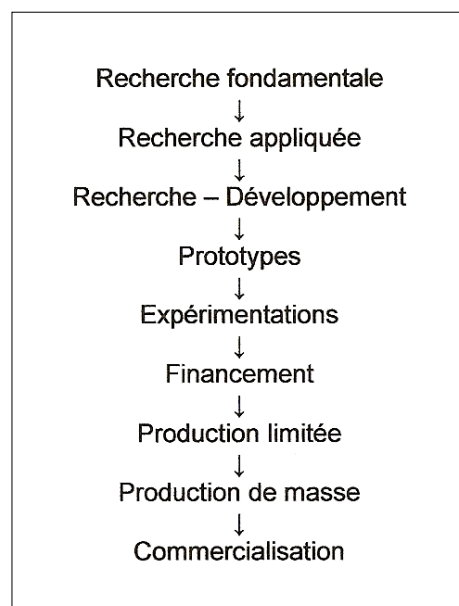 Recherche fondamentale
↓
Recherche appliquée
↓
Recherche – Développement
↓
Prototypes
↓
Expérimentations
↓
Financement
↓
Production limitée
↓
Production de masse
↓
Commercialisation